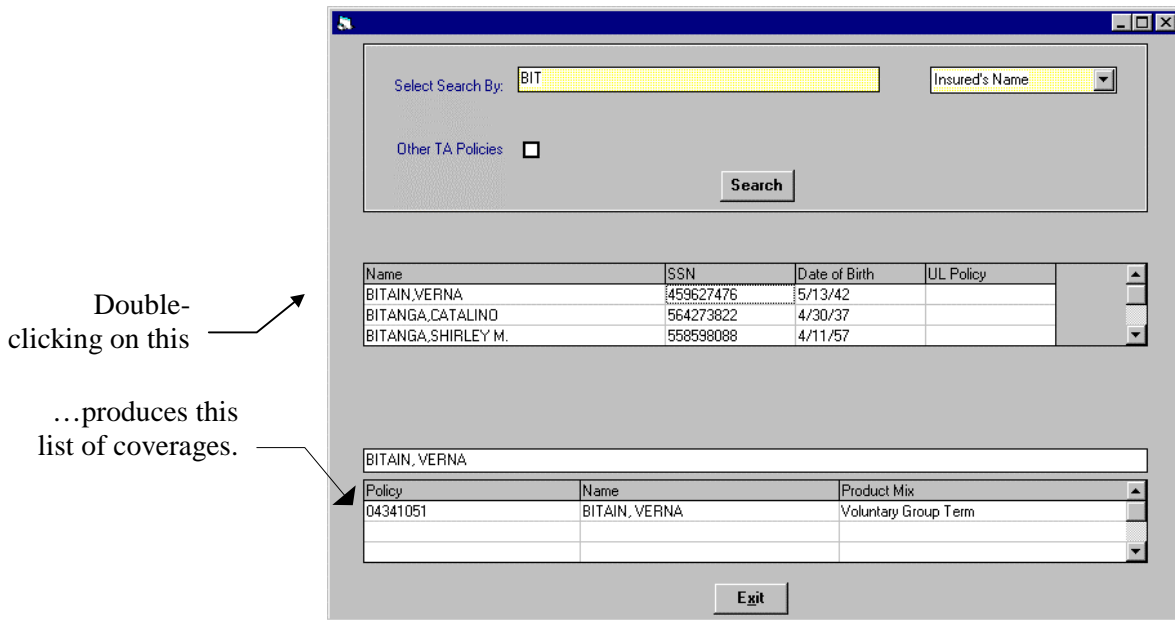 Select Search By: BIT Insured's Name
Other TA Policies
Search
Double-
clicking on this
Name SSN Date of Birth UL Policy
BITAIN,VERNA 459627476 5/13/42
BITANGA,CATALINO 564273822 4/30/37
BITANGA,SHIRLEY M. 558598088 4/11/57
…produces this
list of coverages.
BITAIN, VERNA
Policy Name Product Mix
04341051 BITAIN, VERNA Voluntary Group Term
Exit